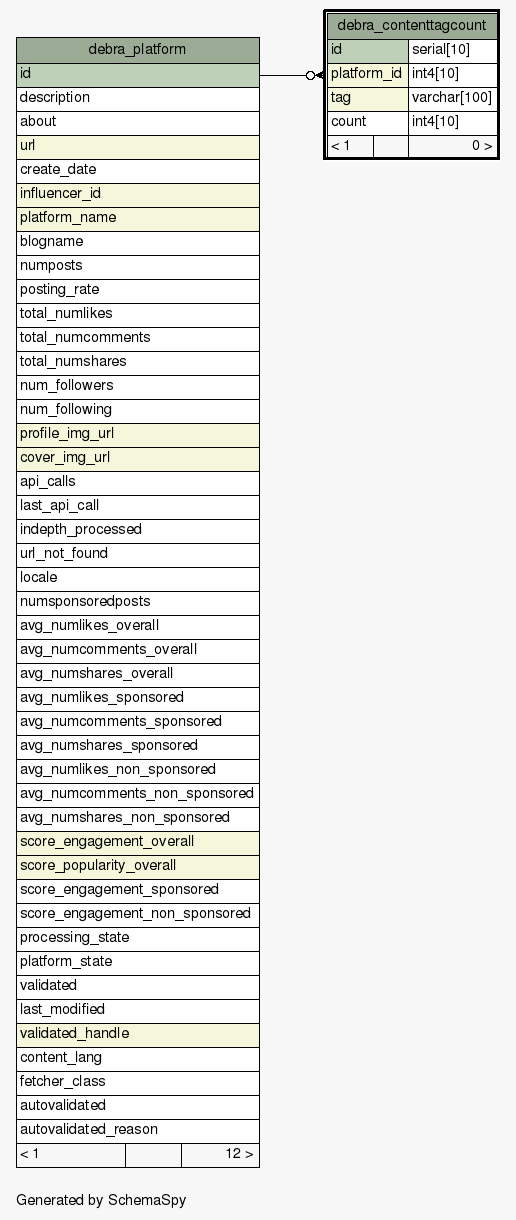 debra_platform
id
description
about
url
create_date
influencer_id
platform_name
blogname
numposts
posting_rate
total_numlikes
total_numcomments
total_numshares
num_followers
num_following
profile_img_url
cover_img_url
api_calls
last_api_call
indepth_processed
url_not_found
locale
numsponsoredposts
avg_numlikes_overall
avg_numcomments_overall
avg_numshares_overall
avg_numlikes_sponsored
avg_numcomments_sponsored
avg_numshares_sponsored
avg_numlikes_non_sponsored
avg_numcomments_non_sponsored
avg_numshares_non_sponsored
score_engagement_overall
score_popularity_overall
score_engagement_sponsored
score_engagement_non_sponsored
processing_state
platform_state
validated
last_modified
validated_handle
content_lang
fetcher_class
autovalidated
autovalidated_reason
< 1 12 >
debra_contenttagcount
id serial[10]
platform_id int4[10]
tag varchar[100]
count int4[10]
< 1 0 >
Generated by SchemaSpy